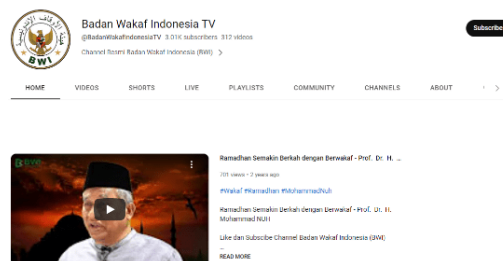 Badan Wakaf Indonesia TV
@BadanWakafIndonesiaTV 3.01K subscribers 312 videos
Subscribe
Channel Resmi Badan Wakaf Indonesia (BWI)
HOME VIDEOS SHORTS LIVE PLAYLISTS COMMUNITY CHANNELS ABOUT
BWI
BWI
Ramadhan Semakin Berkah dengan Berwakaf - Prof. Dr. H. ...
701 views • 2 years ago
#Wakaf #Ramadhan #MohammadNuh
Ramadhan Semakin Berkah dengan Berwakaf - Prof. Dr. H.
Mohammad NUH
Like dan Subscibe Channel Badan Wakaf Indonesia (BWI)
READ MORE